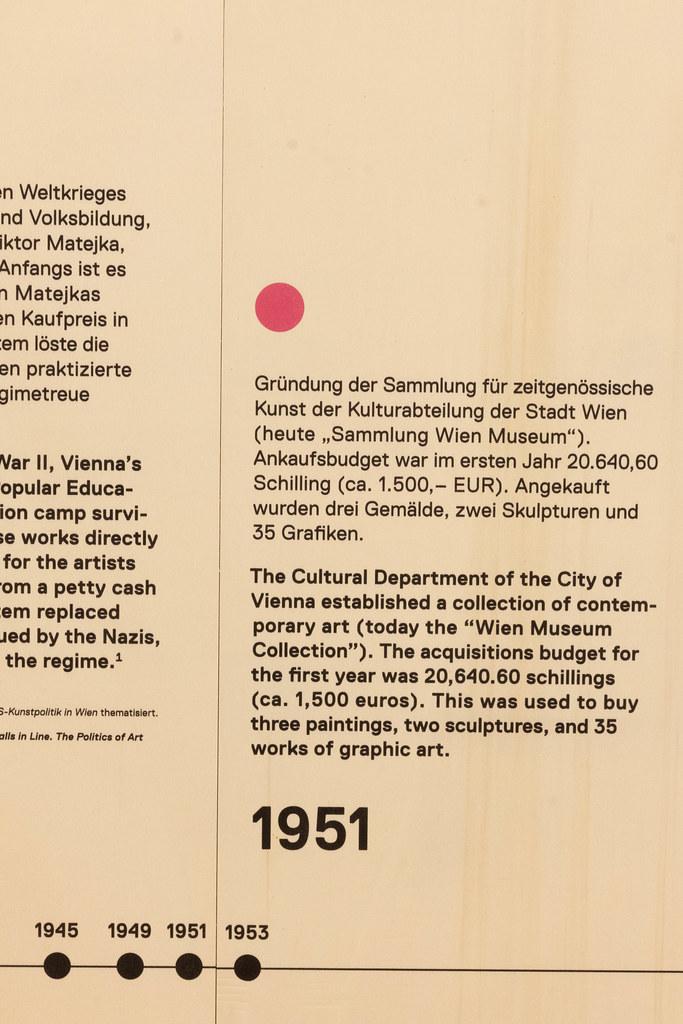 en Weltkrieges
nd Volksbildung,
iktor Matejka,
Anfangs ist es
n Matejkas
en Kaufpreis in
tem löste die
en praktizierte
gimetreue
War II, Vienna’s
opular Educa-
ion camp survi-
se works directly
for the artists
rom a petty cash
tem replaced
ued by the Nazis,
the regime.¹
S-Kunstpolitik in Wien thematisiert.
alls in Line. The Politics of Art
Gründung der Sammlung für zeitgenössische
Kunst der Kulturabteilung der Stadt Wien
(heute „Sammlung Wien Museum“).
Ankaufsbudget war im ersten Jahr 20.640,60
Schilling (ca. 1.500,– EUR). Angekauft
wurden drei Gemälde, zwei Skulpturen und
35 Grafiken.
The Cultural Department of the City of
Vienna established a collection of contem-
porary art (today the “Wien Museum
Collection”). The acquisitions budget for
the first year was 20,640.60 schillings
(ca. 1,500 euros). This was used to buy
three paintings, two sculptures, and 35
works of graphic art.
1951
1945 1949 1951 1953